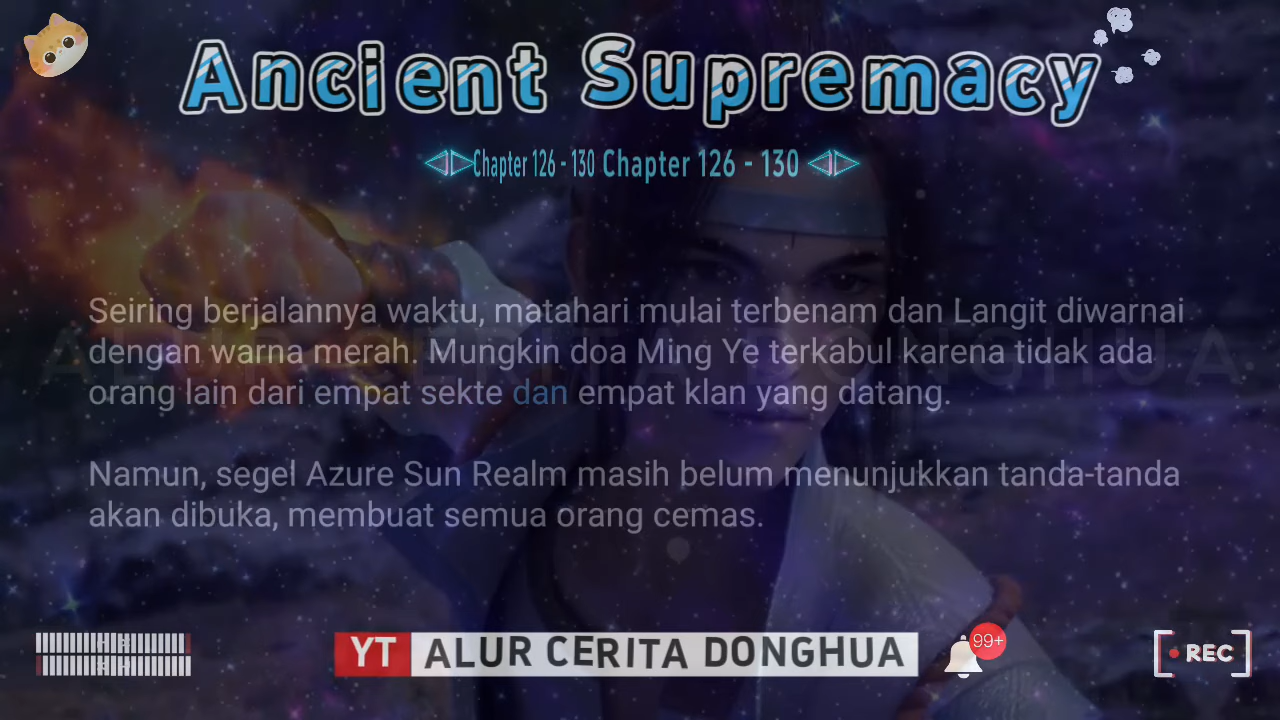 Ancient Supremacy
Chapter 126 - 130 Chapter 126 - 130
Seiring berjalannya waktu, matahari mulai terbenam dan Langit diwarnai
dengan warna merah. Mungkin doa Ming Ye terkabul karena tidak ada
orang lain dari empat sekte dan empat klan yang datang.
Namun, segel Azure Sun Realm masih belum menunjukkan tanda-tanda
akan dibuka, membuat semua orang cemas.
YT ALUR CERITA DONGHUA
99+
REC